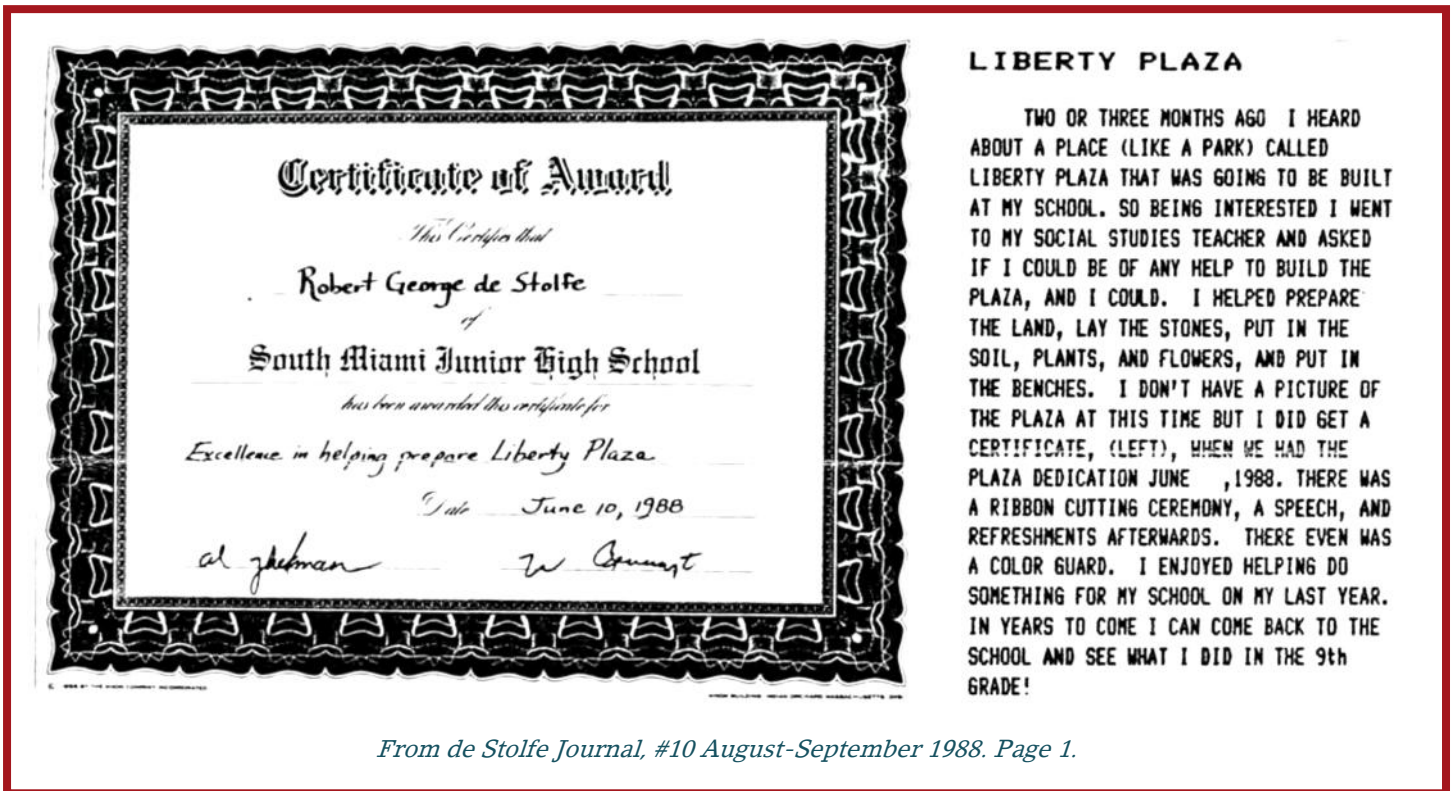 Certificate of Award
This Certifies that
Robert George de Stolfe
of
South Miami Junior High School
has been awarded this certificate for
Excellence in helping prepare Liberty Plaza
Date June 10, 1988
al
W
LIBERTY PLAZA
TWO OR THREE MONTHS AGO I HEARD
ABOUT A PLACE (LIKE A PARK) CALLED
LIBERTY PLAZA THAT WAS GOING TO BE BUILT
AT MY SCHOOL. SO BEING INTERESTED I WENT
TO MY SOCIAL STUDIES TEACHER AND ASKED
IF I COULD BE OF ANY HELP TO BUILD THE
PLAZA, AND I COULD. I HELPED PREPARE
THE LAND, LAY THE STONES, PUT IN THE
SOIL, PLANTS, AND FLOWERS, AND PUT IN
THE BENCHES. I DON'T HAVE A PICTURE OF
THE PLAZA AT THIS TIME BUT I DID GET A
CERTIFICATE, (LEFT), WHEN WE HAD THE
PLAZA DEDICATION JUNE ,1988. THERE WAS
A RIBBON CUTTING CEREMONY, A SPEECH, AND
REFRESHMENTS AFTERWARDS. THERE EVEN WAS
A COLOR GUARD. I ENJOYED HELPING DO
SOMETHING FOR MY SCHOOL ON MY LAST YEAR.
IN YEARS TO COME I CAN COME BACK TO THE
SCHOOL AND SEE WHAT I DID IN THE 9th
GRADE!
From de Stolfe Journal, #10 August-September 1988. Page 1.